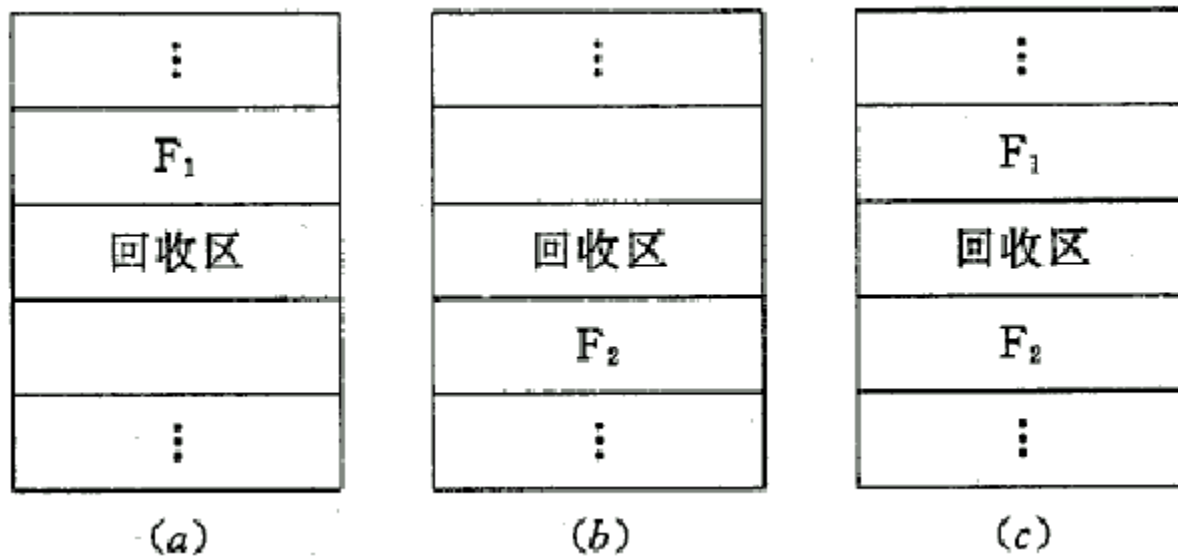 ⋮ ⋮ ⋮
F₁ F₁
回收区 回收区 回收区
F₂ F₂
⋮ ⋮ ⋮
(a) (b) (c)